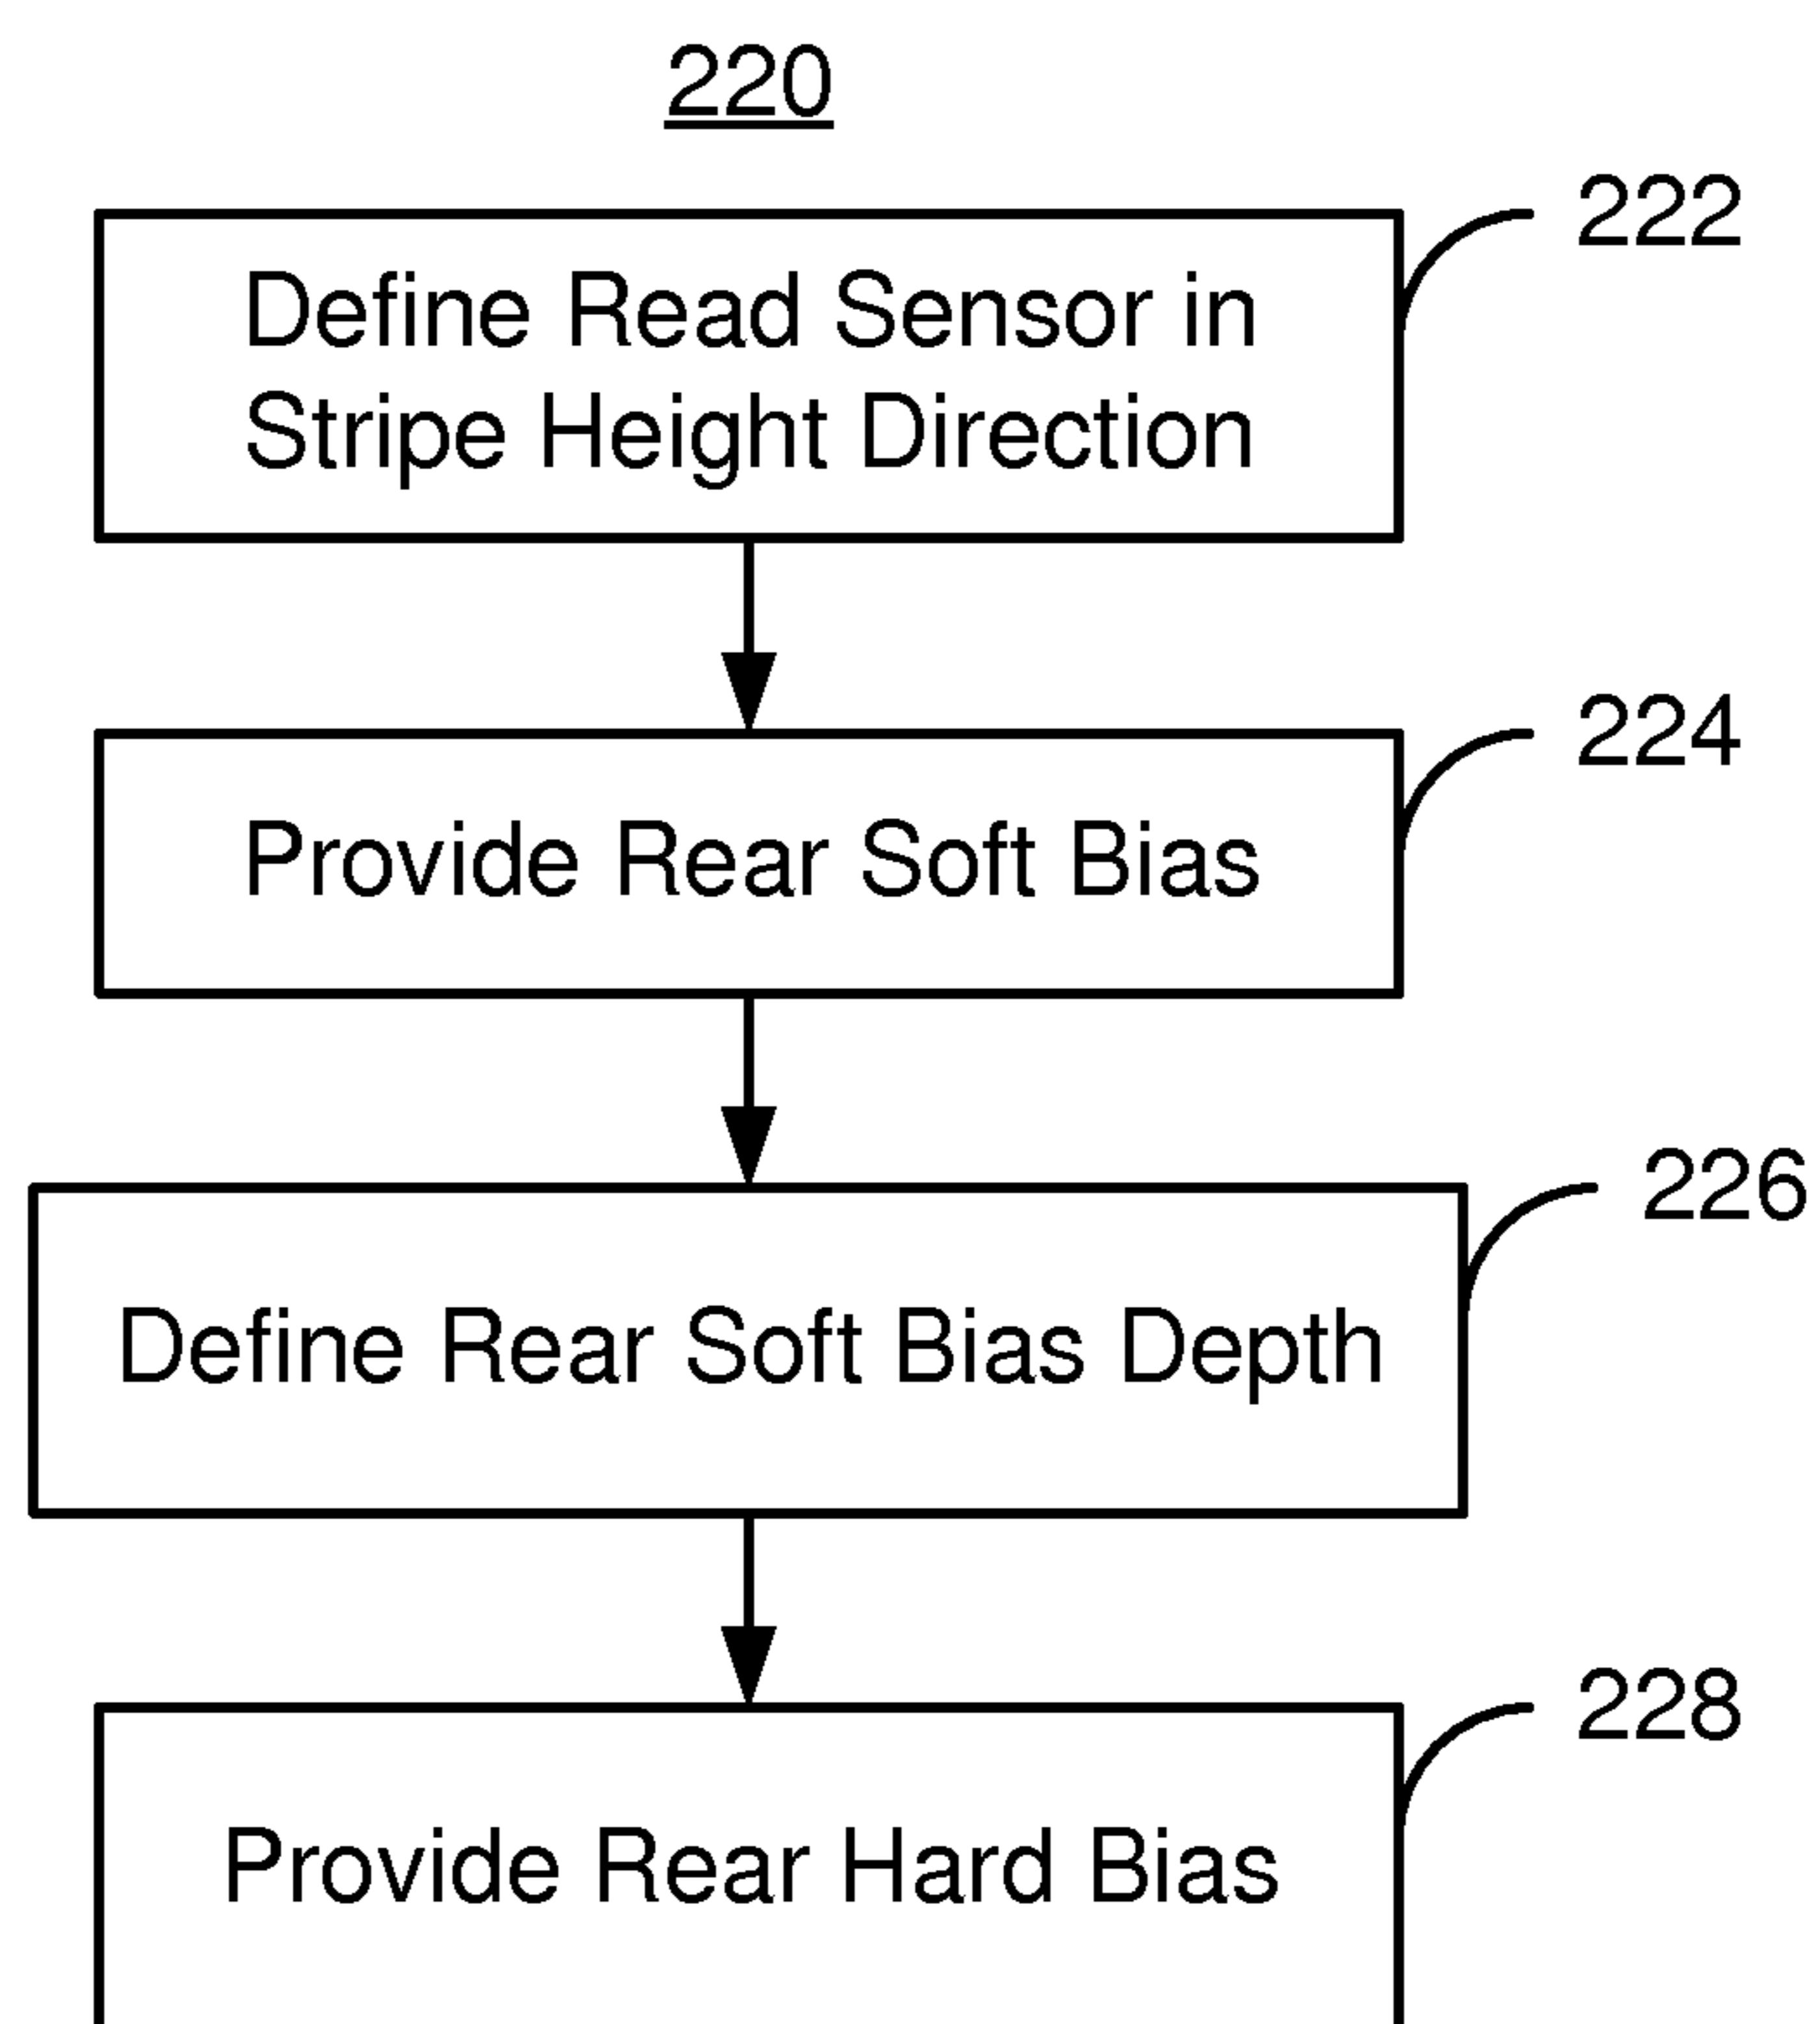 220
222
Define Read Sensor in
Stripe Height Direction
224
Provide Rear Soft Bias
226
Define Rear Soft Bias Depth
228
Provide Rear Hard Bias